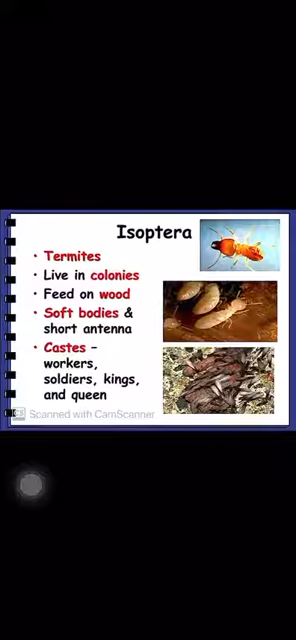 Isoptera
• Termites
• Live in colonies
• Feed on wood
• Soft bodies &
short antenna
• Castes –
workers,
soldiers, kings,
and queen
CS Scanned with CamScanner